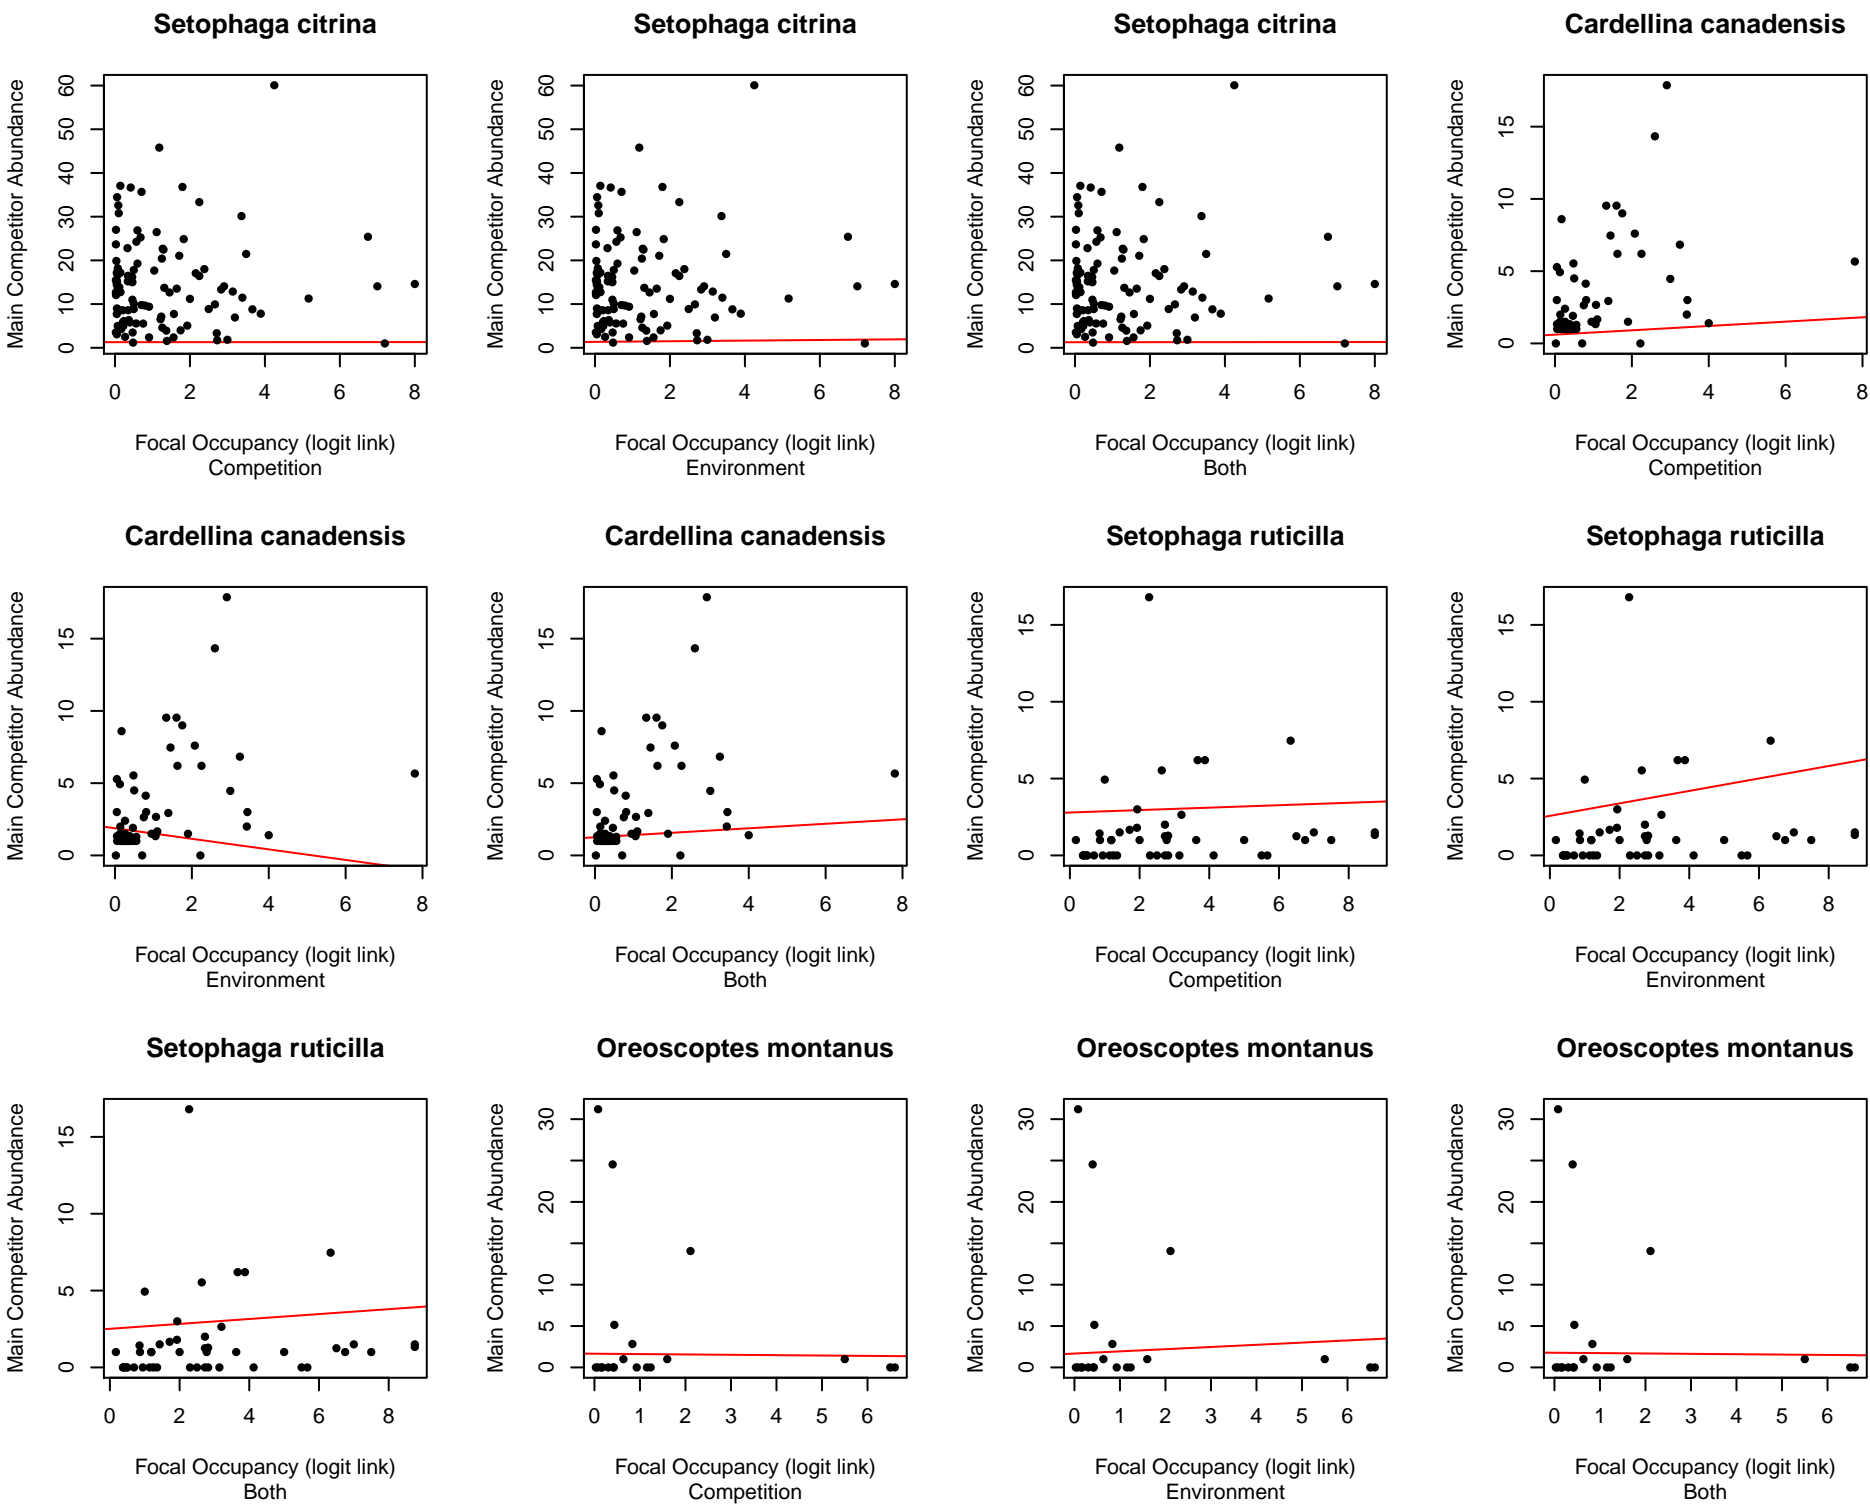 Setophaga citrina
Main Competitor Abundance
0 10 20 30 40 50 60
0 2 4 6 8
Focal Occupancy (logit link)
Competition
Setophaga citrina
Main Competitor Abundance
0 10 20 30 40 50 60
0 2 4 6 8
Focal Occupancy (logit link)
Environment
Setophaga citrina
Main Competitor Abundance
0 10 20 30 40 50 60
0 2 4 6 8
Focal Occupancy (logit link)
Both
Cardellina canadensis
Main Competitor Abundance
0 5 10 15
0 2 4 6 8
Focal Occupancy (logit link)
Competition
Cardellina canadensis
Main Competitor Abundance
0 5 10 15
0 2 4 6 8
Focal Occupancy (logit link)
Environment
Cardellina canadensis
Main Competitor Abundance
0 5 10 15
0 2 4 6 8
Focal Occupancy (logit link)
Both
Setophaga ruticilla
Main Competitor Abundance
0 5 10 15
0 2 4 6 8
Focal Occupancy (logit link)
Competition
Setophaga ruticilla
Main Competitor Abundance
0 5 10 15
0 2 4 6 8
Focal Occupancy (logit link)
Environment
Setophaga ruticilla
Main Competitor Abundance
0 5 10 15
0 2 4 6 8
Focal Occupancy (logit link)
Both
Oreoscoptes montanus
Main Competitor Abundance
0 5 10 20 30
0 1 2 3 4 5 6
Focal Occupancy (logit link)
Competition
Oreoscoptes montanus
Main Competitor Abundance
0 5 10 20 30
0 1 2 3 4 5 6
Focal Occupancy (logit link)
Environment
Oreoscoptes montanus
Main Competitor Abundance
0 5 10 20 30
0 1 2 3 4 5 6
Focal Occupancy (logit link)
Both